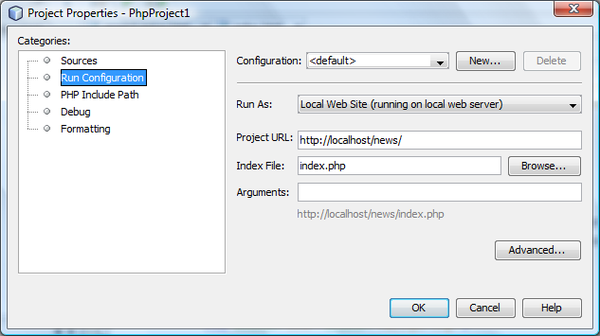 Project Properties - PhpProject1
Categories:
Sources
Run Configuration
PHP Include Path
Debug
Formatting
Configuration: <default> New... Delete
Run As: Local Web Site (running on local web server)
Project URL: http://localhost/news/
Index File: index.php Browse...
Arguments:
http://localhost/news/index.php
Advanced...
OK Cancel Help